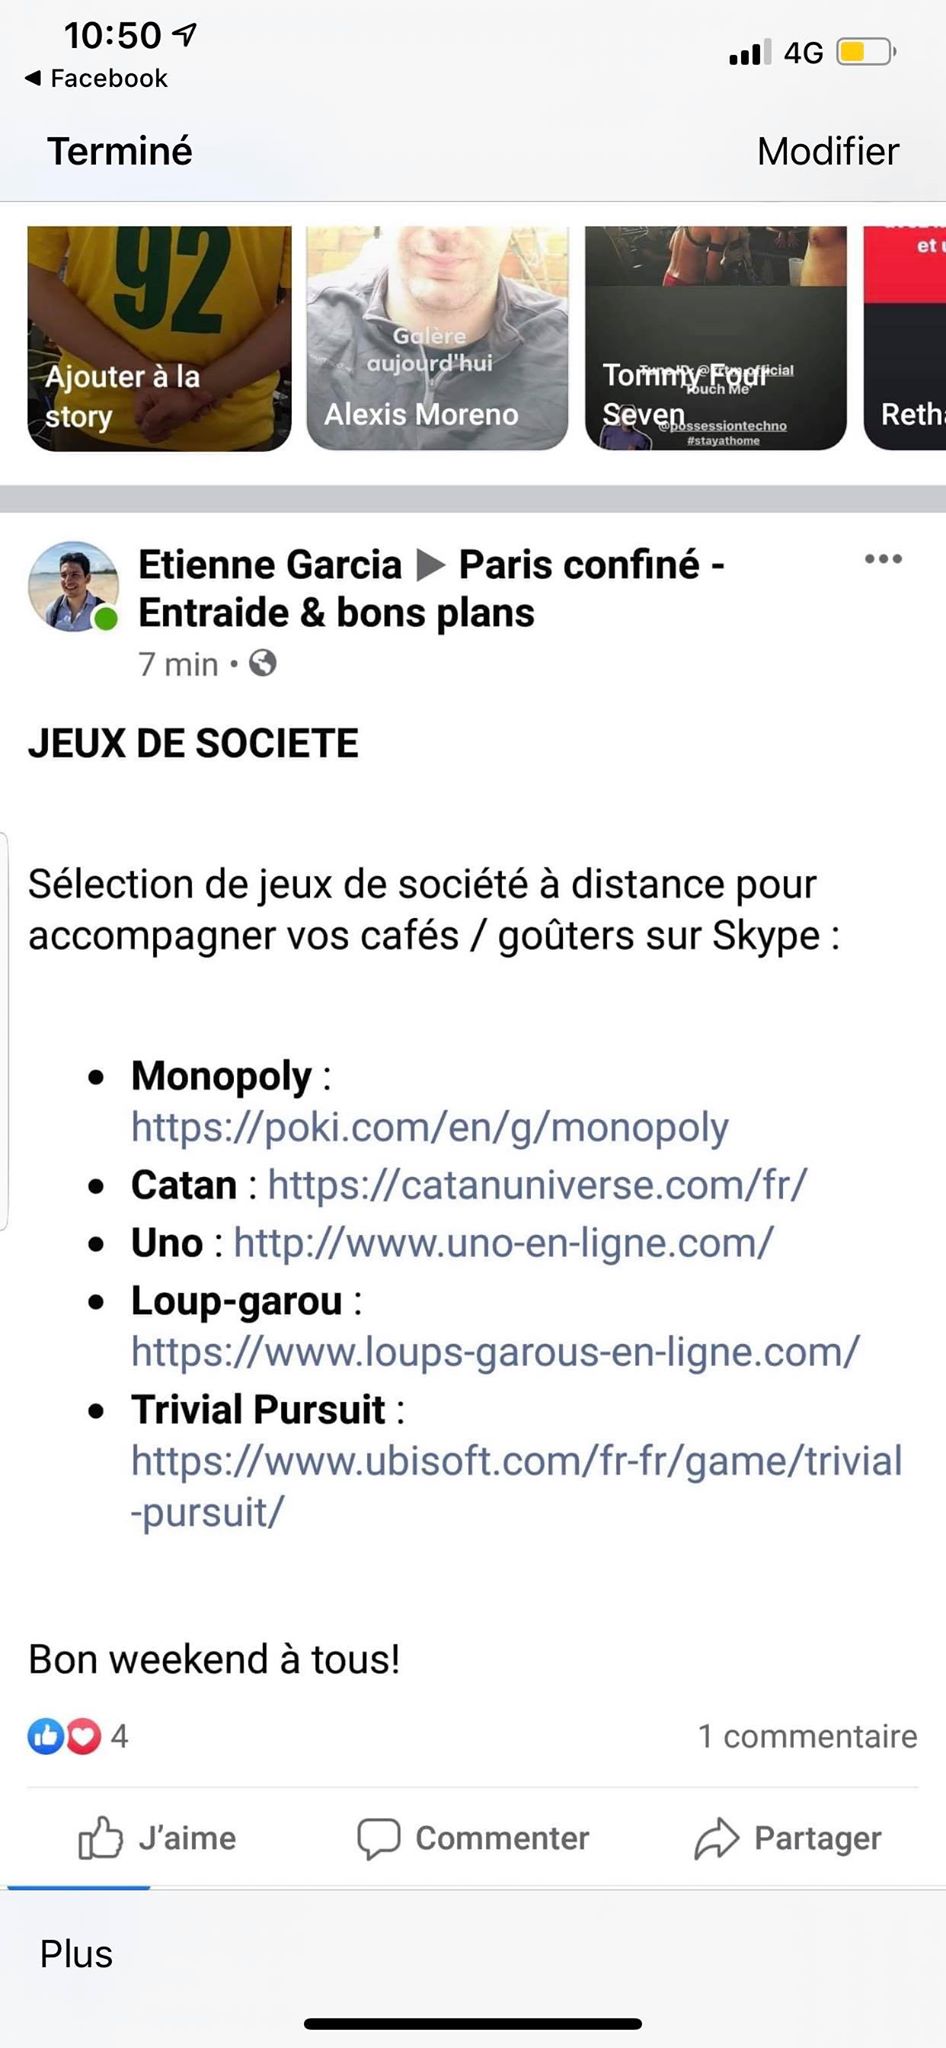 10:50
4G
Facebook
Terminé
Modifier
92
Ajouter à la
story
Galère
aujourd'hui
Alexis Moreno
Tommy Four
Seven
Touch Me
@possessiontechno
#stayathome
et
Reth
Etienne Garcia ▶ Paris confiné -
Entraide & bons plans
7 min •
JEUX DE SOCIETE
Sélection de jeux de société à distance pour
accompagner vos cafés / goûters sur Skype :
• Monopoly :
https://poki.com/en/g/monopoly
• Catan : https://catanuniverse.com/fr/
• Uno : http://www.uno-en-ligne.com/
• Loup-garou :
https://www.loups-garous-en-ligne.com/
• Trivial Pursuit :
https://www.ubisoft.com/fr-fr/game/trivial
-pursuit/
Bon weekend à tous!
4
1 commentaire
J'aime
Commenter
Partager
Plus